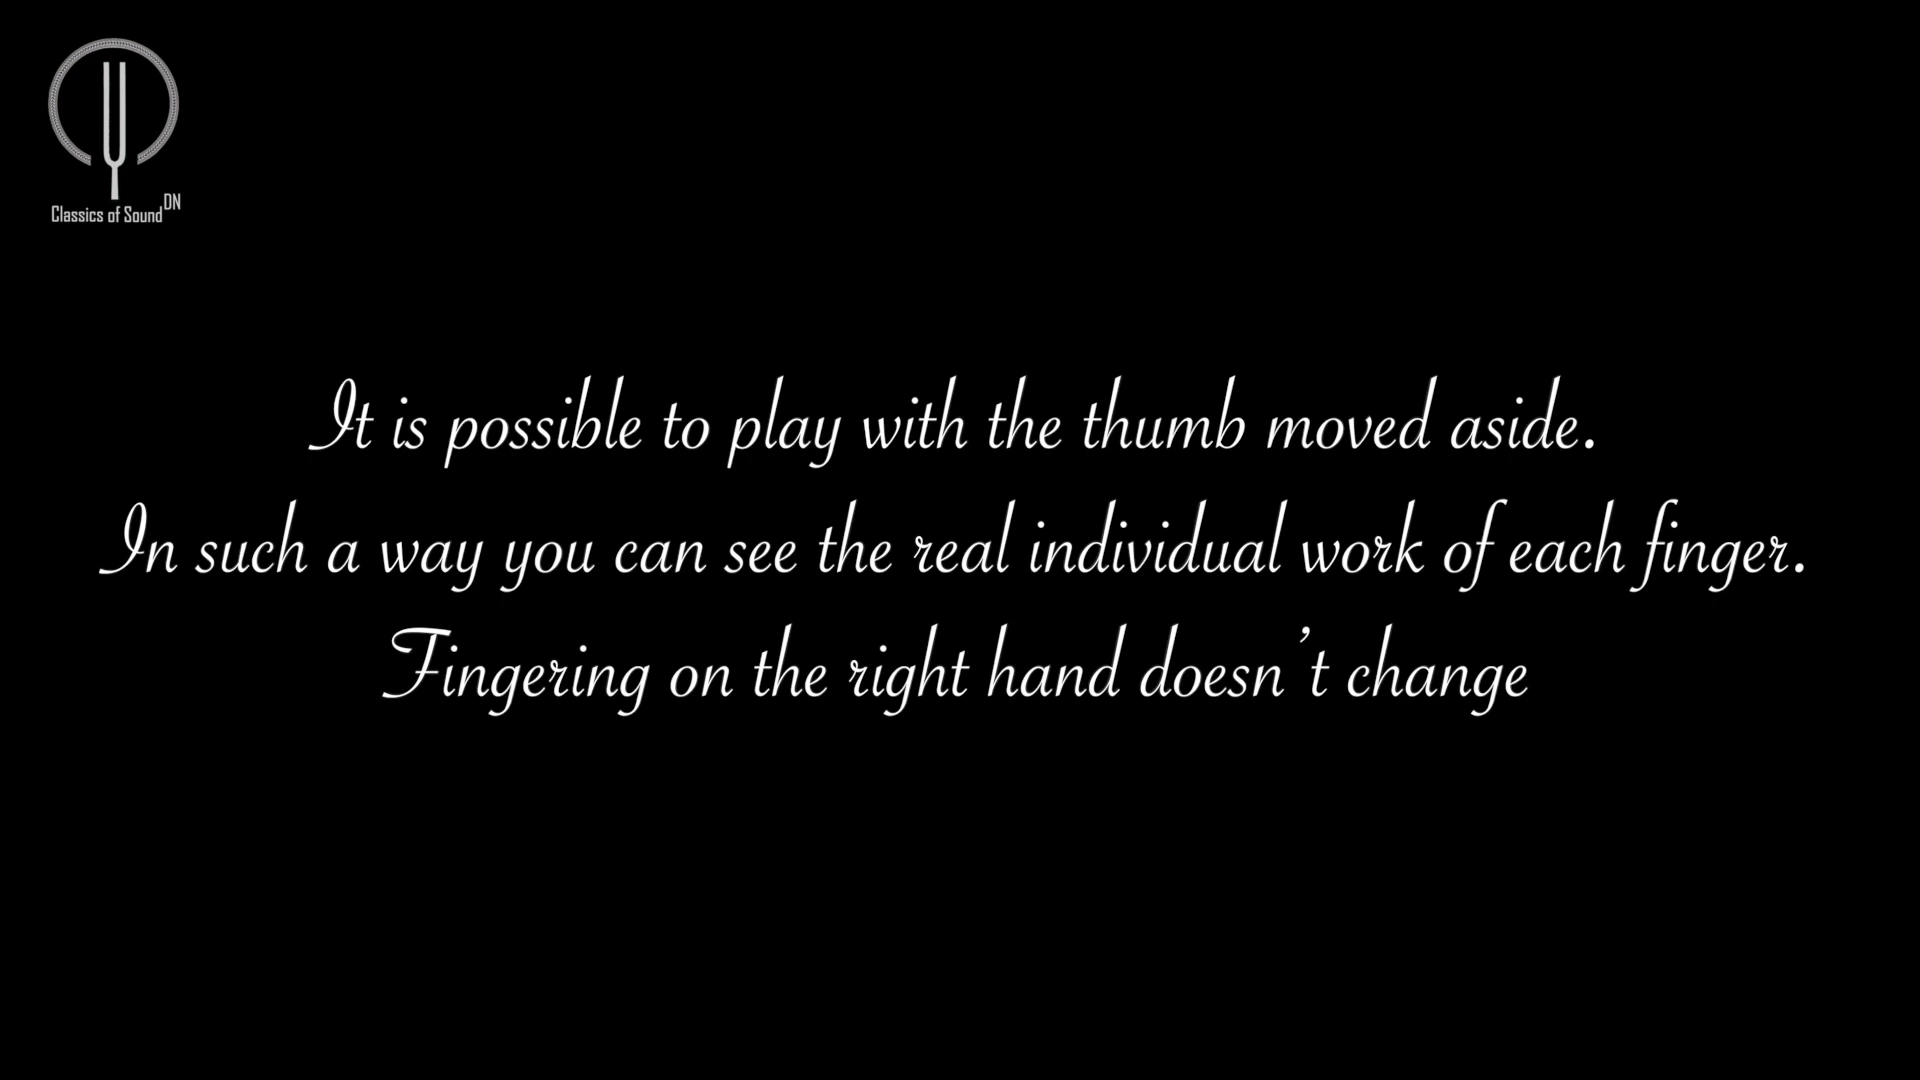 Classics of Sound DN
It is possible to play with the thumb moved aside.
In such a way you can see the real individual work of each finger.
Fingering on the right hand doesn't change